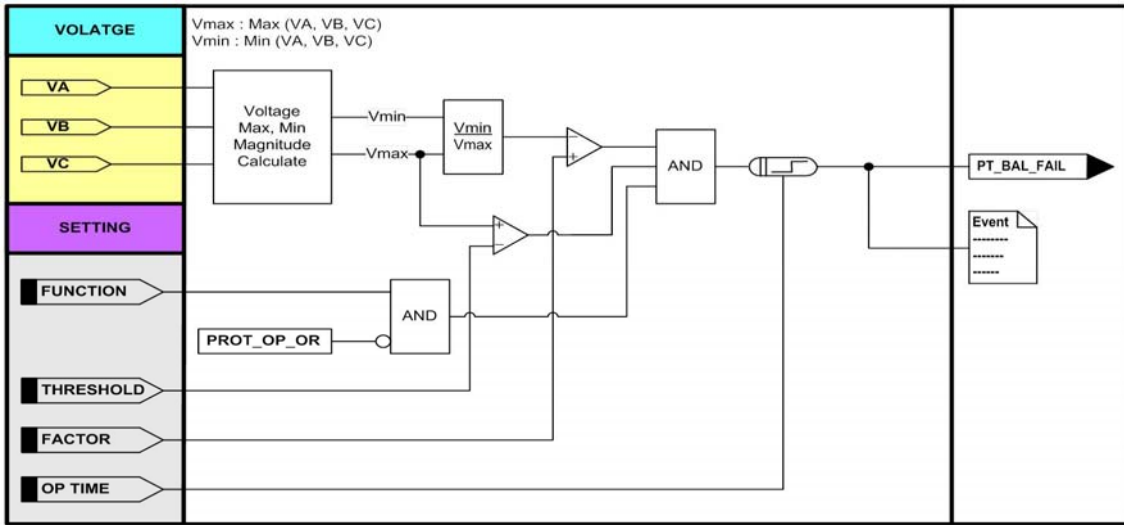 VOLATGE
Vmax : Max (VA, VB, VC)
Vmin : Min (VA, VB, VC)
VA
VB
VC
Voltage
Max, Min
Magnitude
Calculate
Vmin
Vmax
Vmin
Vmax
−
+
AND
PT_BAL_FAIL
SETTING
+
−
Event
--------
-------
------
FUNCTION
AND
PROT_OP_OR
THRESHOLD
FACTOR
OP TIME